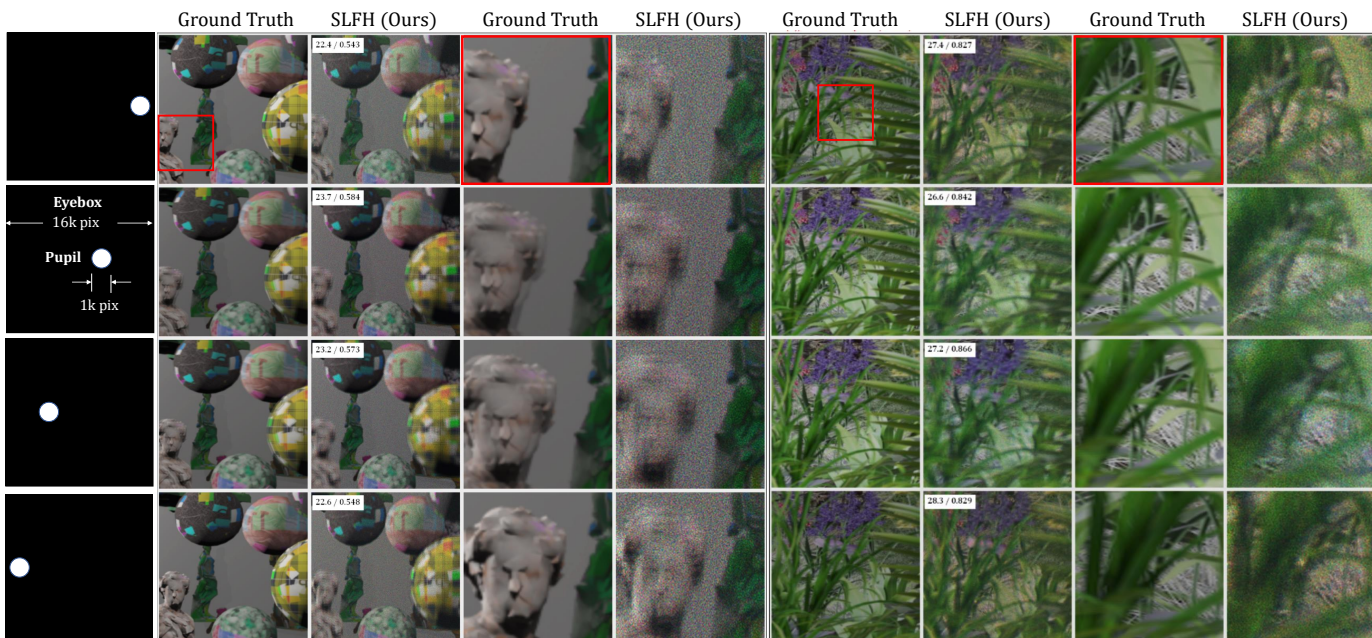 Ground Truth SLFH (Ours) Ground Truth SLFH (Ours) Ground Truth SLFH (Ours) Ground Truth SLFH (Ours)
22.4 / 0.543 27.4 / 0.827
Eyebox
16k pix
Pupil
1k pix
23.7 / 0.584 26.6 / 0.842
23.2 / 0.573 27.2 / 0.866
22.6 / 0.548 28.3 / 0.829